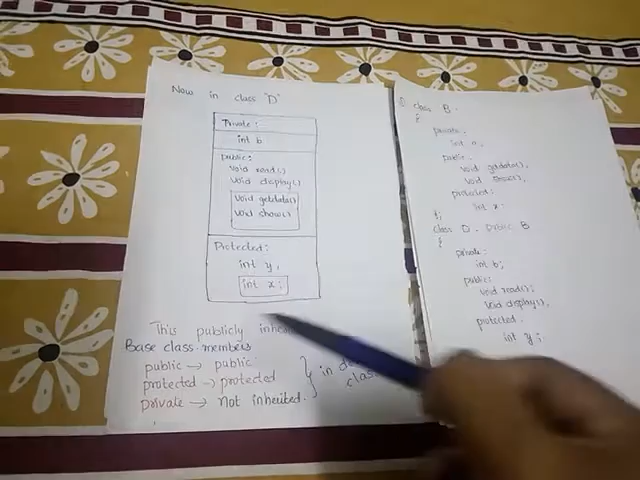 Now in class "D"
Private:
int b
public:
void read()
void display()
void getdata()
void show()
Protected:
int y;
int x;
This publicly
Base class members
public → public
protected → protected
private → Not inherited.
in
class B
{
private:
int a,
public
void getdata(),
void show(),
protected:
int x
};
class D public B
{
private:
int b;
public:
void read();
void display(),
protected
int y;